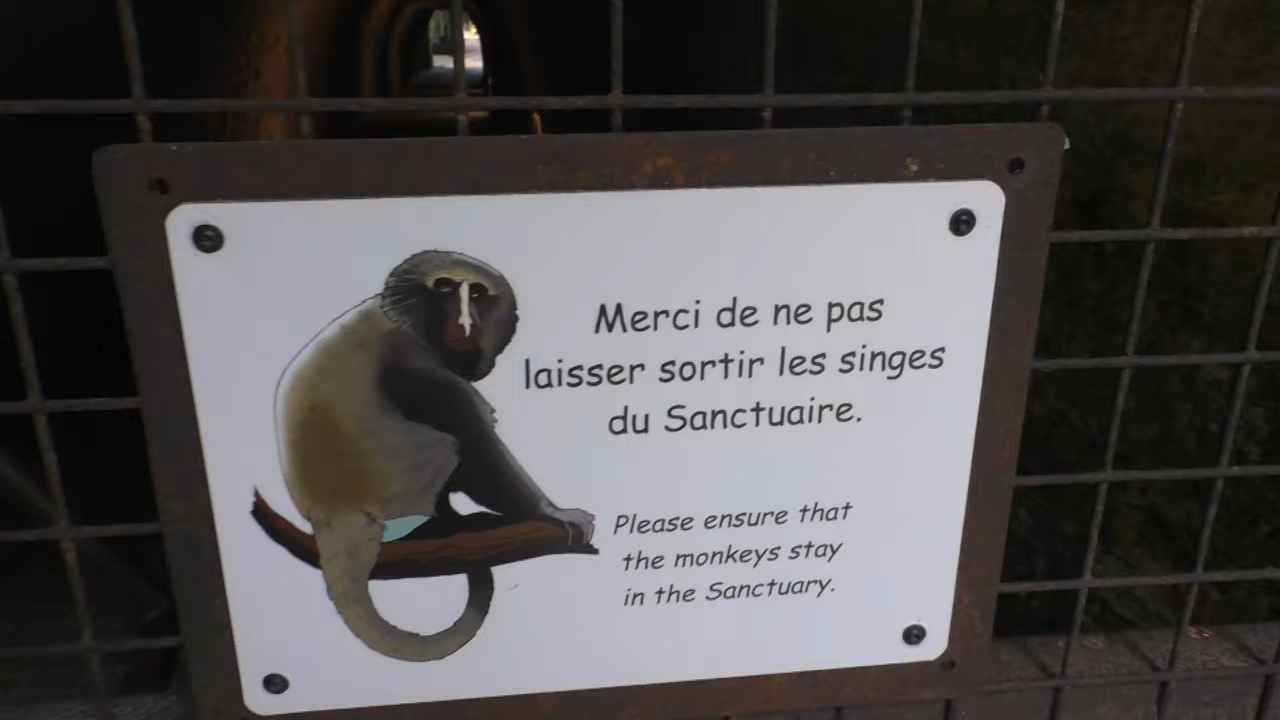 Merci de ne pas
laisser sortir les singes
du Sanctuaire.
Please ensure that
the monkeys stay
in the Sanctuary.